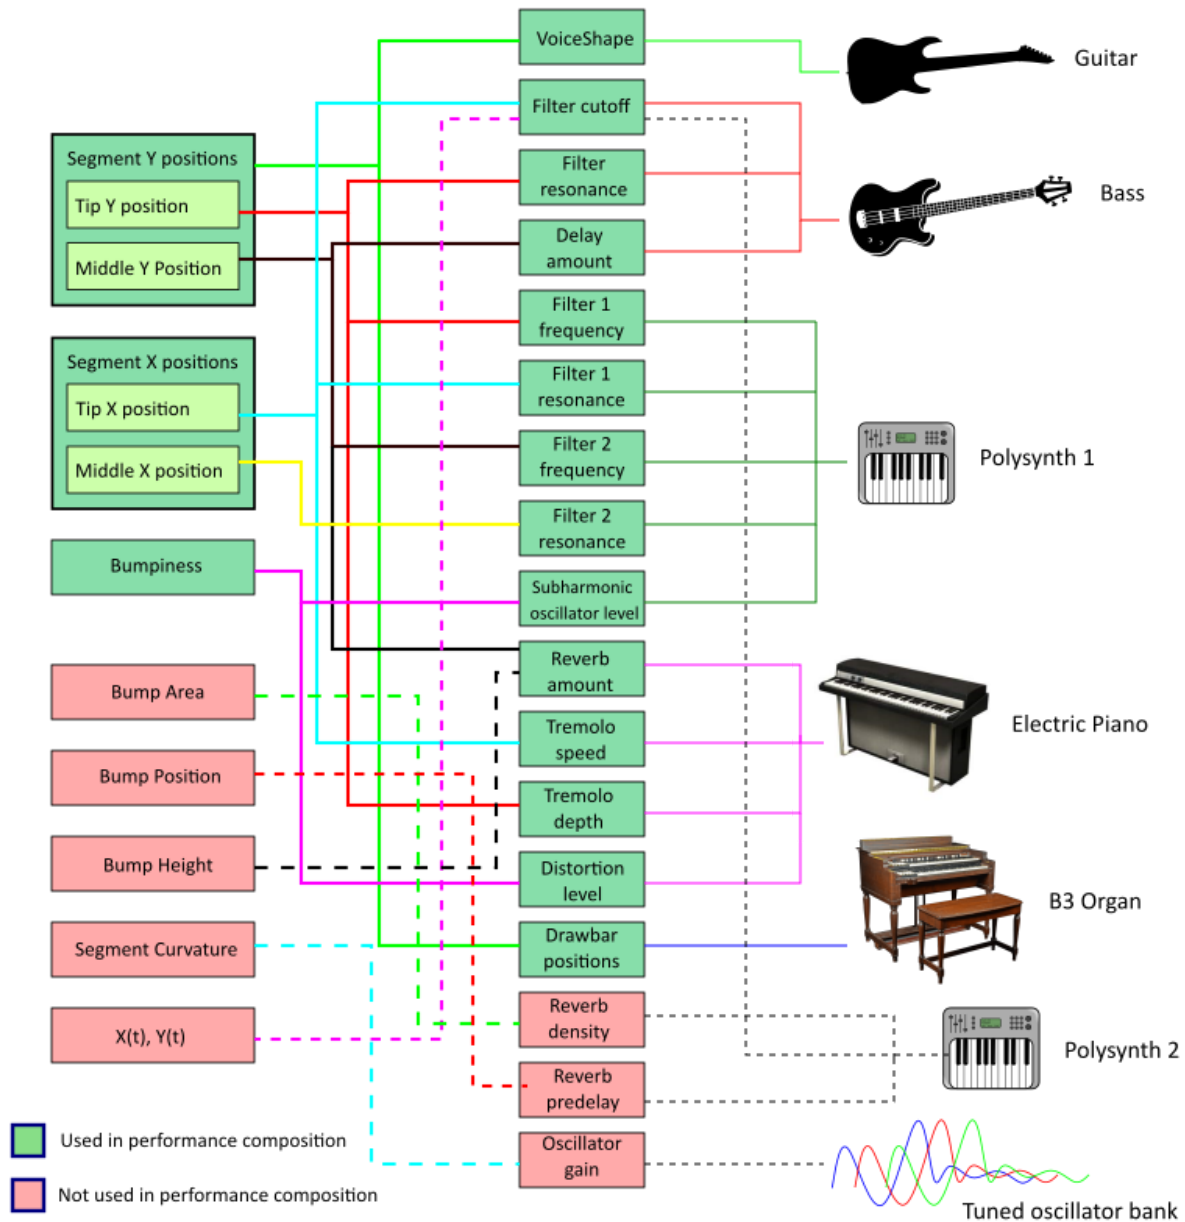 Segment Y positions
Tip Y position
Middle Y Position
Segment X positions
Tip X position
Middle X position
Bumpiness
Bump Area
Bump Position
Bump Height
Segment Curvature
X(t), Y(t)
Used in performance composition
Not used in performance composition
VoiceShape
Filter cutoff
Filter
resonance
Delay
amount
Filter 1
frequency
Filter 1
resonance
Filter 2
frequency
Filter 2
resonance
Subharmonic
oscillator level
Reverb
amount
Tremolo
speed
Tremolo
depth
Distortion
level
Drawbar
positions
Reverb
density
Reverb
predelay
Oscillator
gain
Guitar
Bass
Polysynth 1
Electric Piano
B3 Organ
Polysynth 2
Tuned oscillator bank